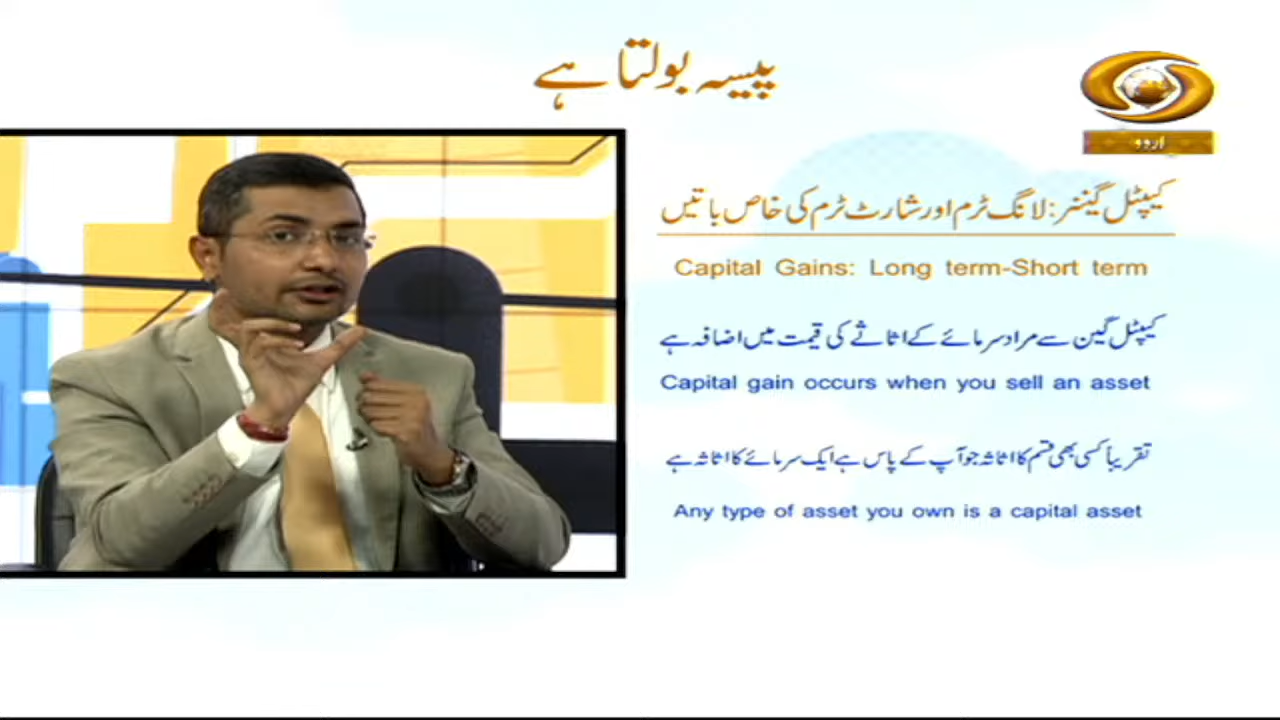 پیسہ بولتا ہے
اردو
کیپٹل گینز: لانگ ٹرم اور شارٹ ٹرم کی خاص باتیں
Capital Gains: Long term-Short term
کیپٹل گین سے مراد سرمائے کے اثاثے کی قیمت میں اضافہ ہے
Capital gain occurs when you sell an asset
تقریباً کسی بھی قسم کا اثاثہ جو آپ کے پاس ہے ایک سرمائے کا اثاثہ ہے
Any type of asset you own is a capital asset